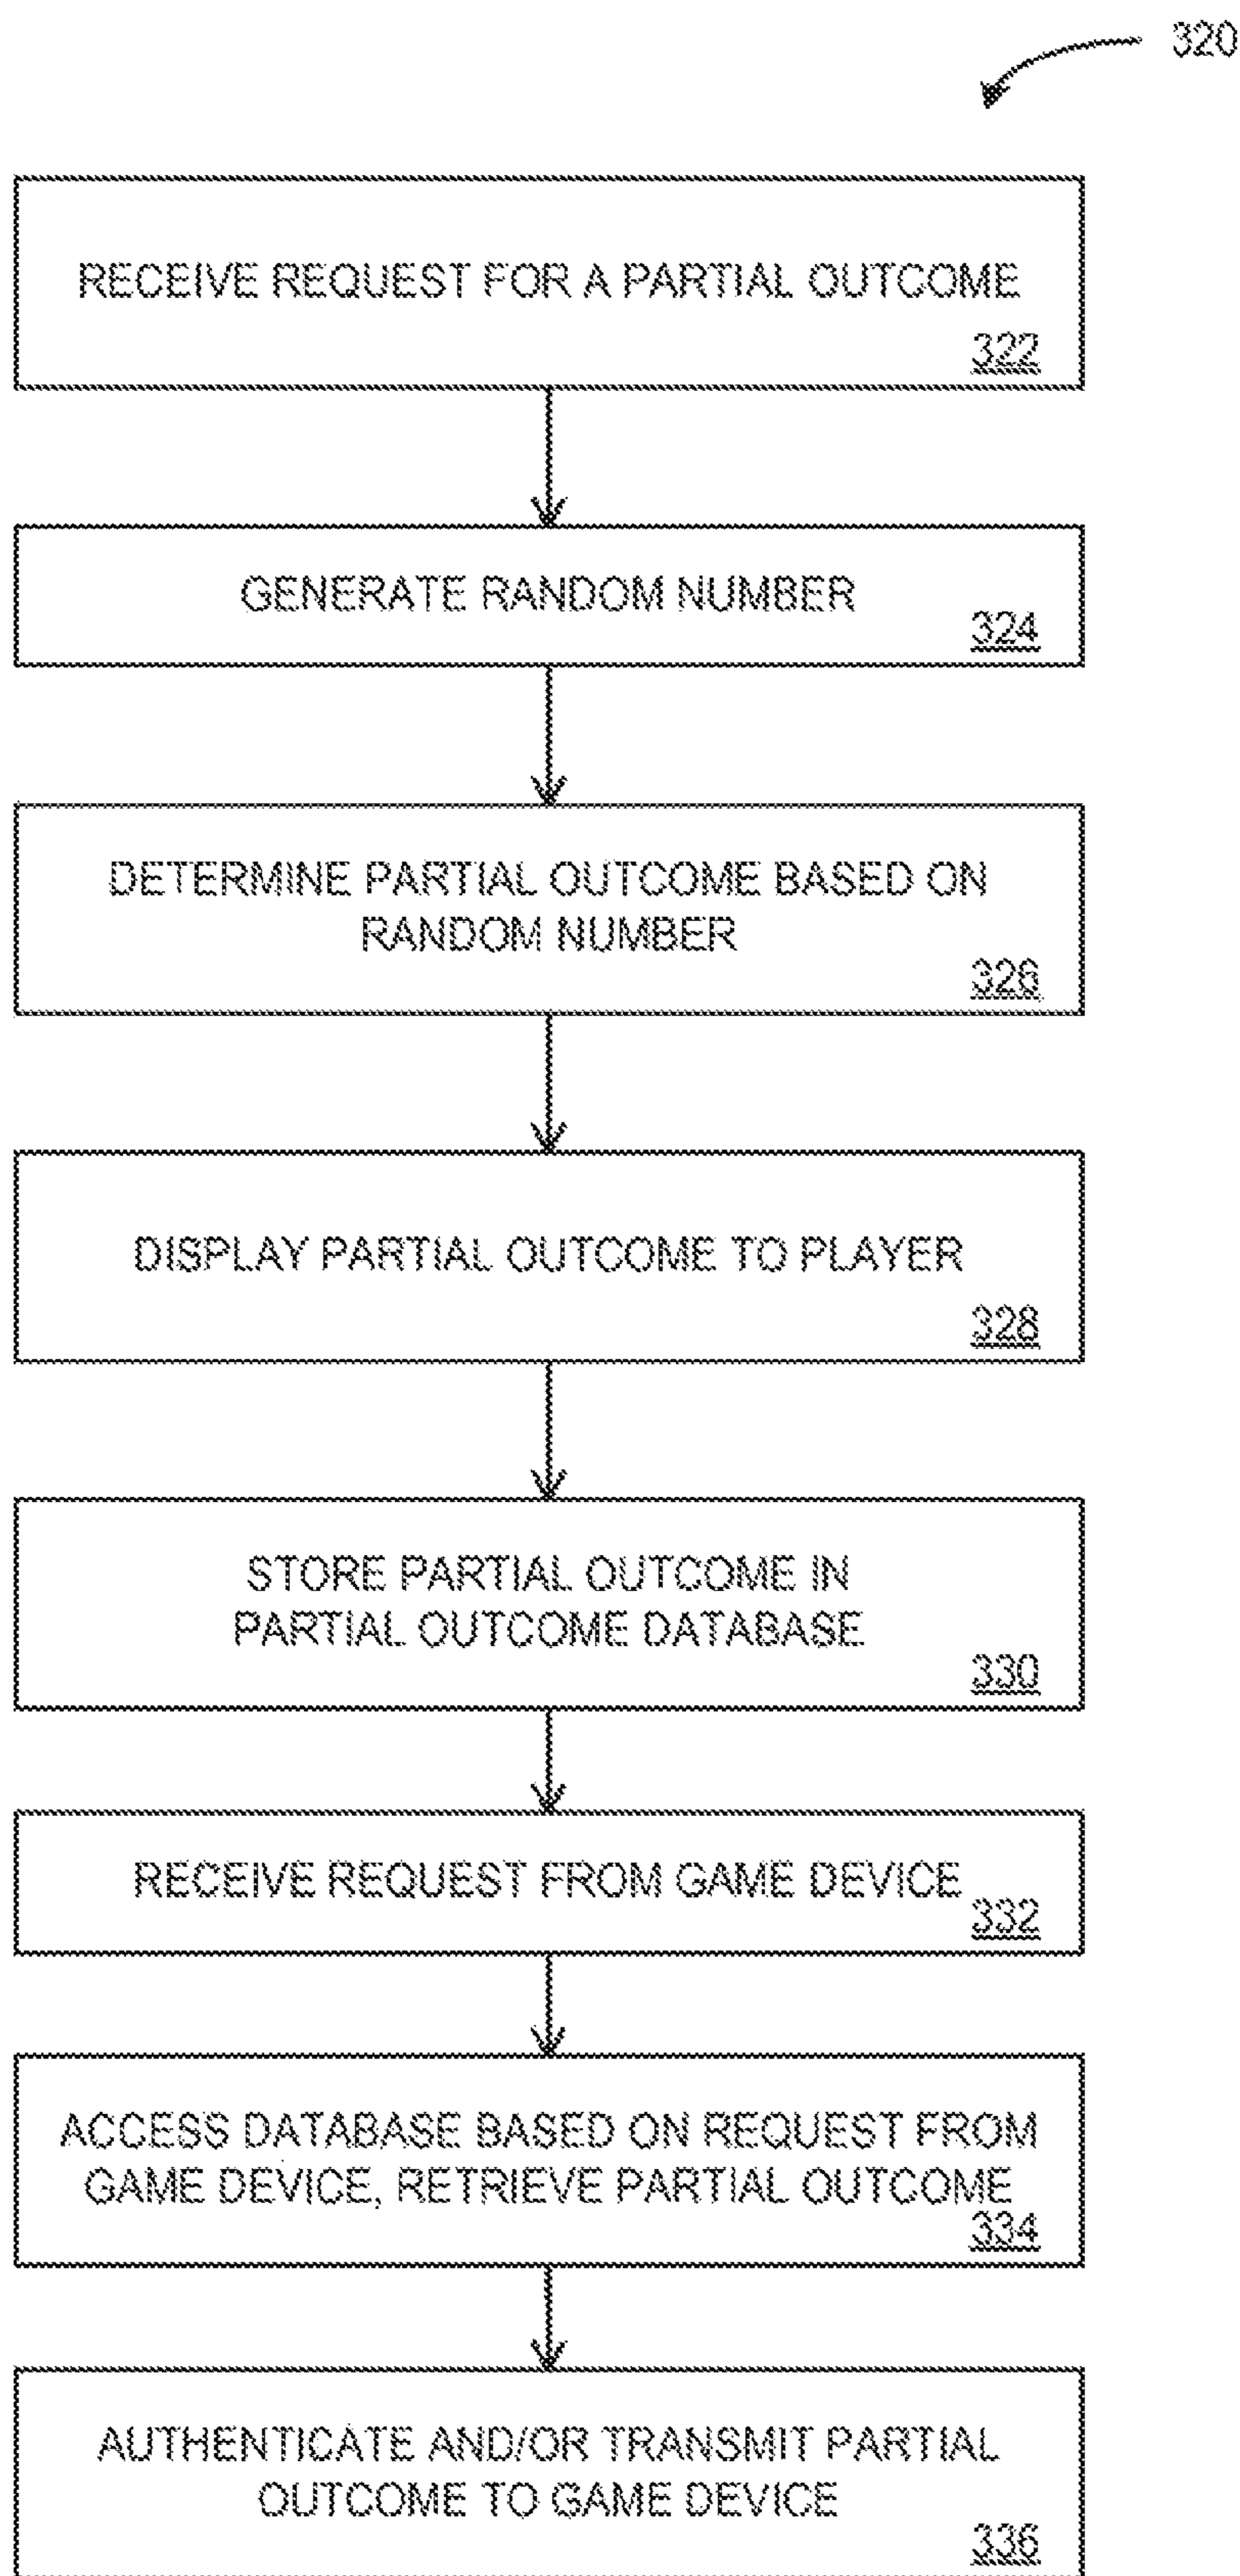 320
RECEIVE REQUEST FOR A PARTIAL OUTCOME
322
GENERATE RANDOM NUMBER
324
DETERMINE PARTIAL OUTCOME BASED ON
RANDOM NUMBER
326
DISPLAY PARTIAL OUTCOME TO PLAYER
328
STORE PARTIAL OUTCOME IN
PARTIAL OUTCOME DATABASE
330
RECEIVE REQUEST FROM GAME DEVICE
332
ACCESS DATABASE BASED ON REQUEST FROM
GAME DEVICE, RETRIEVE PARTIAL OUTCOME
334
AUTHENTICATE AND/OR TRANSMIT PARTIAL
OUTCOME TO GAME DEVICE
336